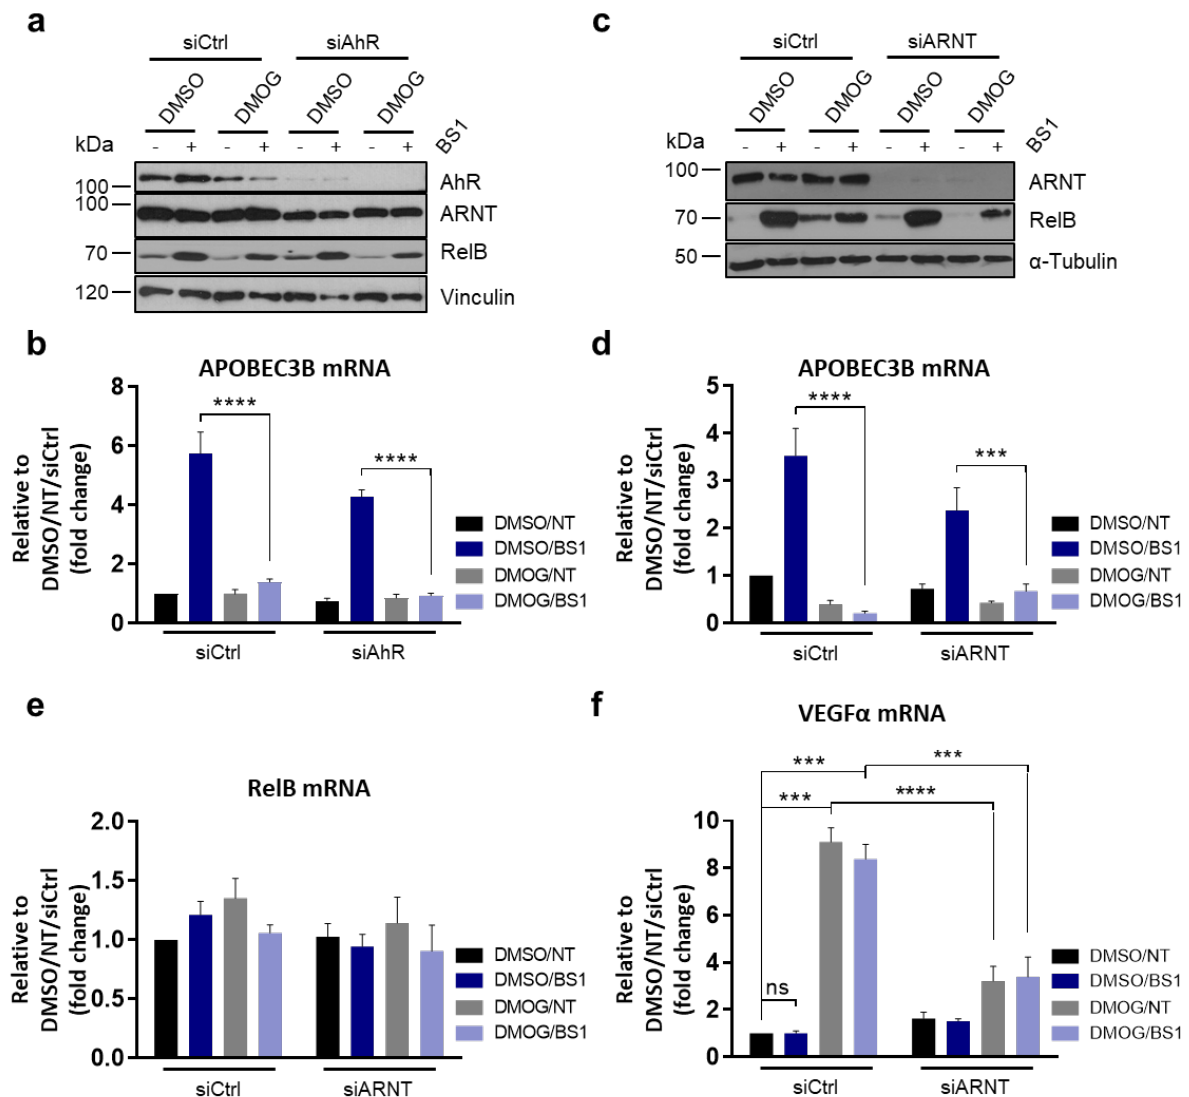 a
siCtrl siAhR
DMSO DMOG DMSO DMOG
kDa - + - + - + - + BS1
100 AhR
100 ARNT
70 RelB
120 Vinculin
c
siCtrl siARNT
DMSO DMOG DMSO DMOG
kDa - + - + - + - + BS1
100 ARNT
70 RelB
50 α-Tubulin
b
APOBEC3B mRNA
Relative to
DMSO/NT/siCtrl
(fold change)
8
6
4
2
0
****
****
siCtrl siAhR
DMSO/NT
DMSO/BS1
DMOG/NT
DMOG/BS1
d
APOBEC3B mRNA
Relative to
DMSO/NT/siCtrl
(fold change)
5
4
3
2
1
0
****
***
siCtrl siARNT
DMSO/NT
DMSO/BS1
DMOG/NT
DMOG/BS1
e
RelB mRNA
Relative to
DMSO/NT/siCtrl
(fold change)
2.0
1.5
1.0
0.5
0.0
siCtrl siARNT
DMSO/NT
DMSO/BS1
DMOG/NT
DMOG/BS1
f
VEGFα mRNA
Relative to
DMSO/NT/siCtrl
(fold change)
10
8
6
4
2
0
*** ***
*** ****
ns
siCtrl siARNT
DMSO/NT
DMSO/BS1
DMOG/NT
DMOG/BS1